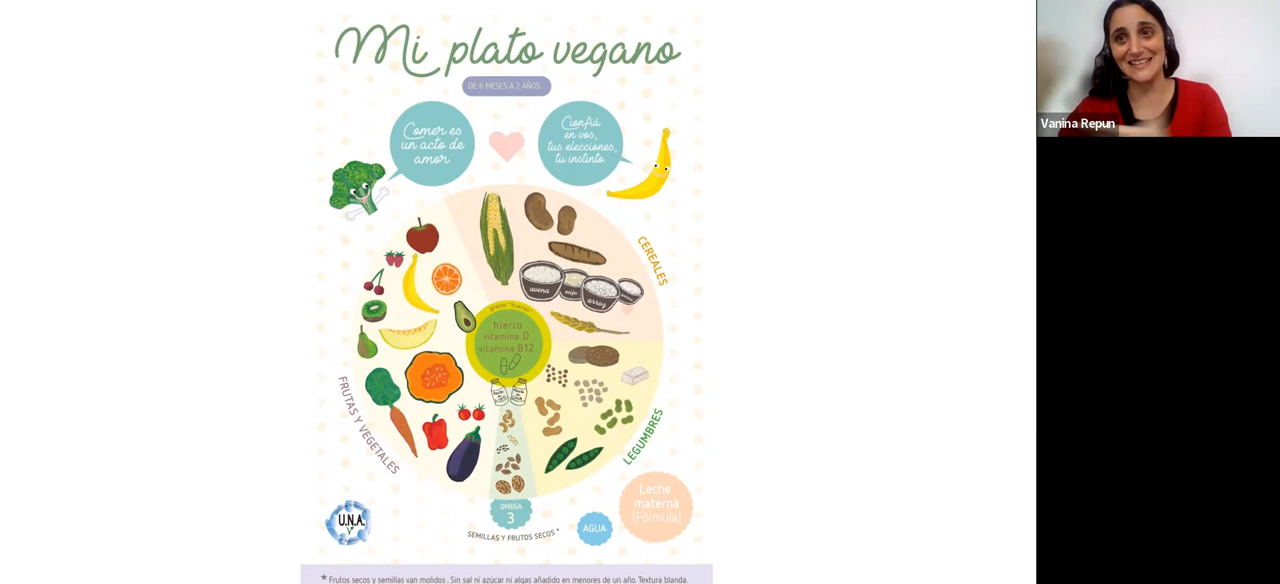 Mi plato vegano
DE 6 MESES A 2 AÑOS
Comer es
un acto de
amor.
Confiá
en vos,
tus elecciones,
tu instinto.
CEREALES
avena
mijo
arroz
grasas "buenas"
hierro
vitamina D
vitamina B12
FRUTAS Y VEGETALES
LEGUMBRES
OMEGA
3
SEMILLAS Y FRUTOS SECOS *
AGUA
Leche
materna
(Fórmula)
U.N.A.
* Frutos secos y semillas van molidos . Sin sal ni azúcar ni algas añadido en menores de un año. Textura blanda.
Vanina Repun